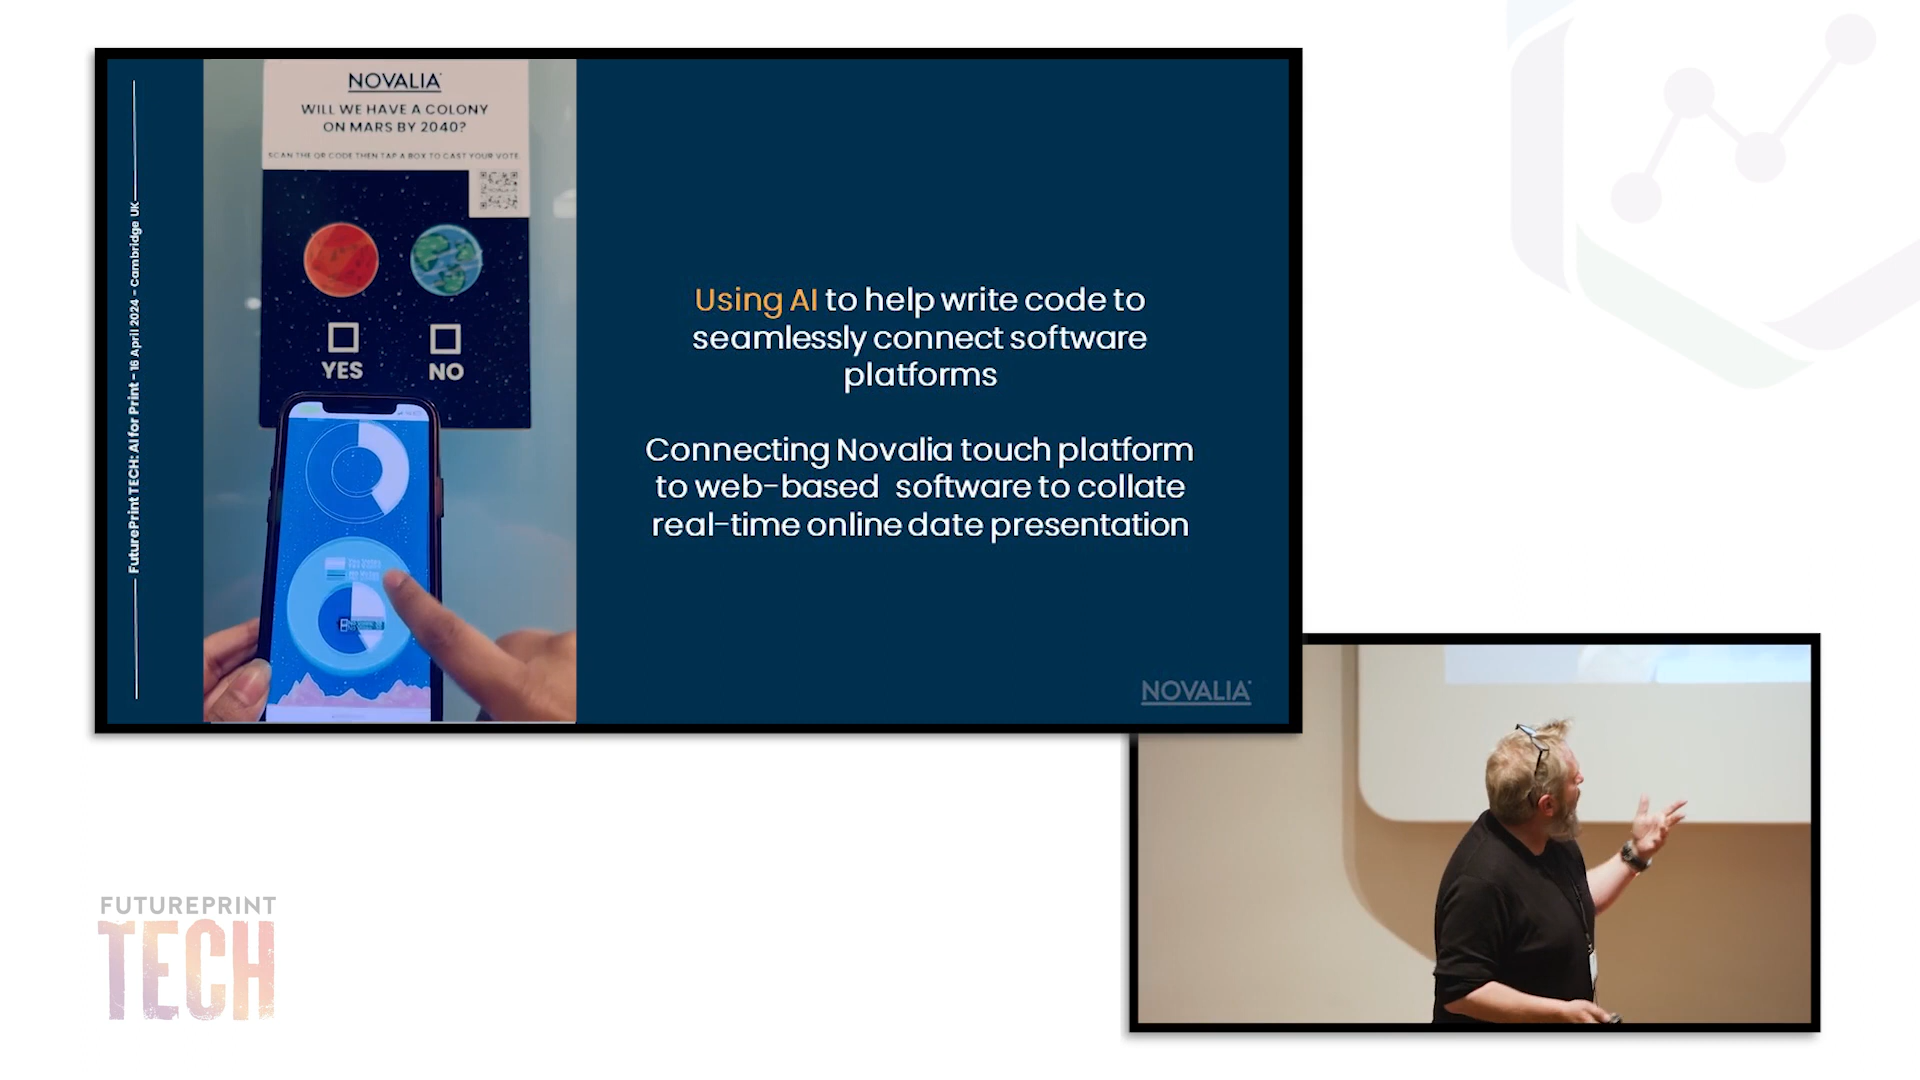 FuturePrint TECH: AI for Print - 16 April 2024 - Cambridge UK
NOVALIA
WILL WE HAVE A COLONY
ON MARS BY 2040?
SCAN THE QR CODE THEN TAP A BOX TO CAST YOUR VOTE.
YES NO
Using AI to help write code to
seamlessly connect software
platforms
Connecting Novalia touch platform
to web-based software to collate
real-time online date presentation
NOVALIA
FUTUREPRINT
TECH